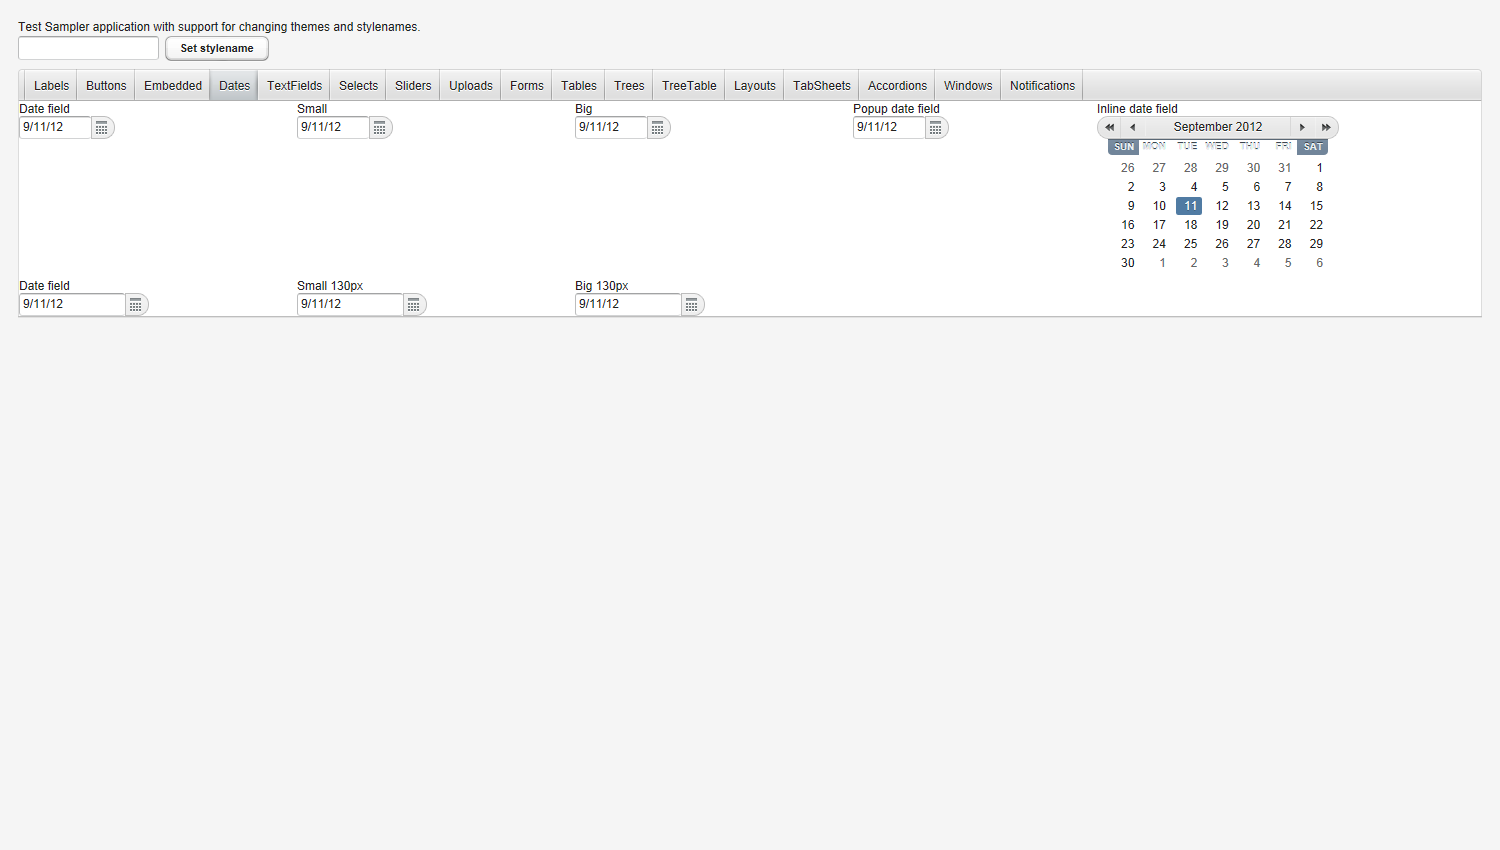 Test Sampler application with support for changing themes and stylenames.
Set stylename
Labels Buttons Embedded Dates TextFields Selects Sliders Uploads Forms Tables Trees TreeTable Layouts TabSheets Accordions Windows Notifications
Date field Small Big Popup date field Inline date field
9/11/12 9/11/12 9/11/12 9/11/12 September 2012
SUN MON TUE WED THU FRI SAT
26 27 28 29 30 31 1
2 3 4 5 6 7 8
9 10 11 12 13 14 15
16 17 18 19 20 21 22
23 24 25 26 27 28 29
30 1 2 3 4 5 6
Date field Small 130px Big 130px
9/11/12 9/11/12 9/11/12